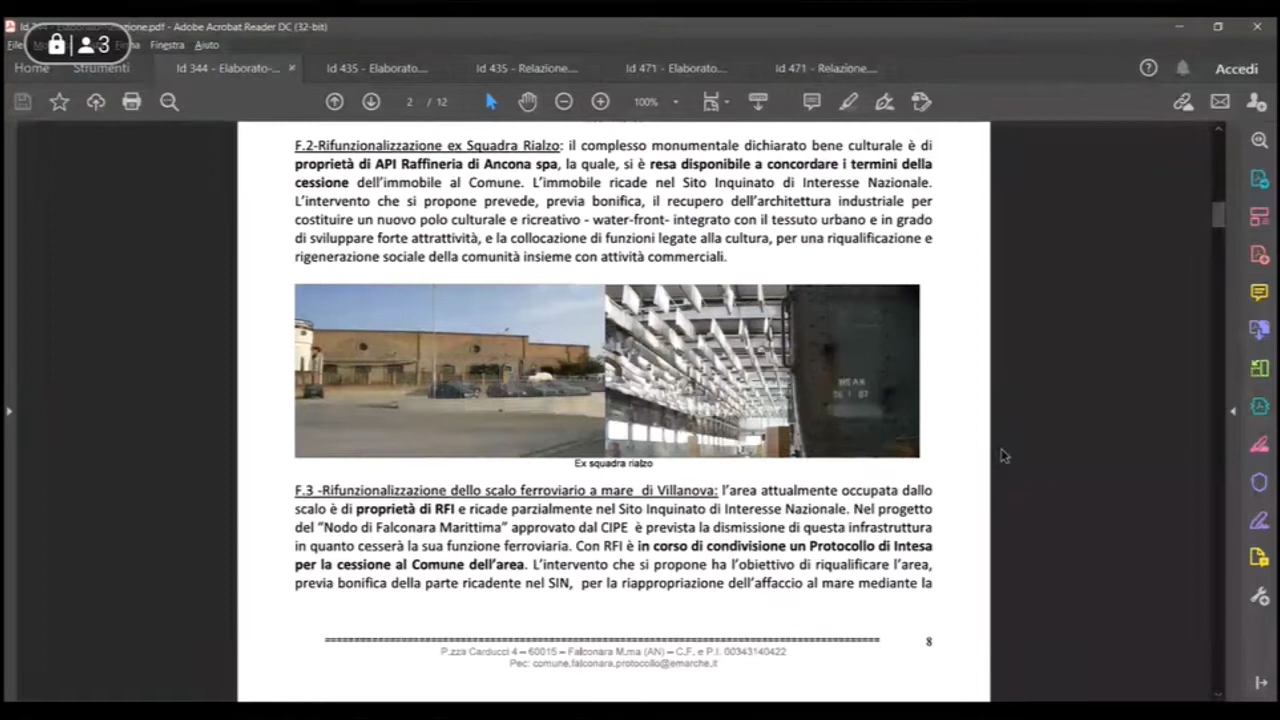 Adobe Acrobat Reader DC (32-bit)
3
Finestra Aiuto
Home Strumenti Id 344 - Elaborato-... × Id 435 - Elaborato.... Id 435 - Relazione.... Id 471 - Elaborato.... Id 471 - Relazione.... Accedi
2 / 12 100%
F.2-Rifunzionalizzazione ex Squadra Rialzo: il complesso monumentale dichiarato bene culturale è di
proprietà di API Raffineria di Ancona spa, la quale, si è resa disponibile a concordare i termini della
cessione dell'immobile al Comune. L'immobile ricade nel Sito Inquinato di Interesse Nazionale.
L'intervento che si propone prevede, previa bonifica, il recupero dell'architettura industriale per
costituire un nuovo polo culturale e ricreativo - water-front- integrato con il tessuto urbano e in grado
di sviluppare forte attrattività, e la collocazione di funzioni legate alla cultura, per una riqualificazione e
rigenerazione sociale della comunità insieme con attività commerciali.
Ex squadra rialzo
F.3 -Rifunzionalizzazione dello scalo ferroviario a mare di Villanova: l'area attualmente occupata dallo
scalo è di proprietà di RFI e ricade parzialmente nel Sito Inquinato di Interesse Nazionale. Nel progetto
del "Nodo di Falconara Marittima" approvato dal CIPE è prevista la dismissione di questa infrastruttura
in quanto cesserà la sua funzione ferroviaria. Con RFI è in corso di condivisione un Protocollo di Intesa
per la cessione al Comune dell'area. L'intervento che si propone ha l'obiettivo di riqualificare l'area,
previa bonifica della parte ricadente nel SIN, per la riappropriazione dell'affaccio al mare mediante la
8
P.zza Carducci 4 – 60015 – Falconara M.ma (AN) – C.F. e P.I. 00343140422
Pec: comune.falconara.protocollo@emarche.it